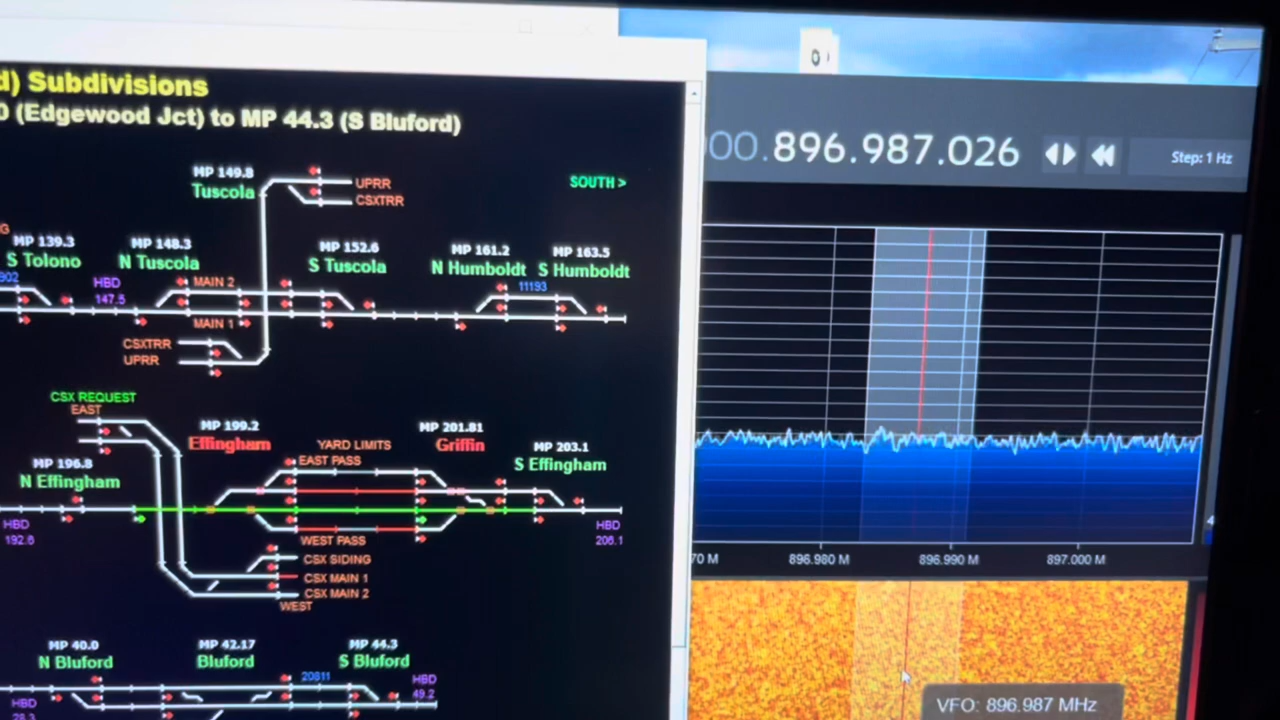 d) Subdivisions
0 (Edgewood Jct) to MP 44.3 (S Bluford)
MP 149.8
Tuscola
UPRR
CSXTRR
SOUTH >
G
MP 139.3
S Tolono
MP 148.3
N Tuscola
MP 152.6
S Tuscola
MP 161.2
N Humboldt
MP 163.5
S Humboldt
902
HBD
147.5
MAIN 2
11193
MAIN 1
CSXTRR
UPRR
CSX REQUEST
EAST
MP 199.2
Effingham
YARD LIMITS
EAST PASS
MP 201.81
Griffin
MP 203.1
S Effingham
MP 196.8
N Effingham
HBD
192.6
HBD
206.1
WEST PASS
CSX SIDING
CSX MAIN 1
CSX MAIN 2
WEST
MP 40.0
N Bluford
MP 42.17
Bluford
MP 44.3
S Bluford
20811
HBD
49.2
HBD
28.3
00.896.987.026
Step: 1 Hz
70 M
896.980 M
896.990 M
897.000 M
VFO: 896.987 MHz